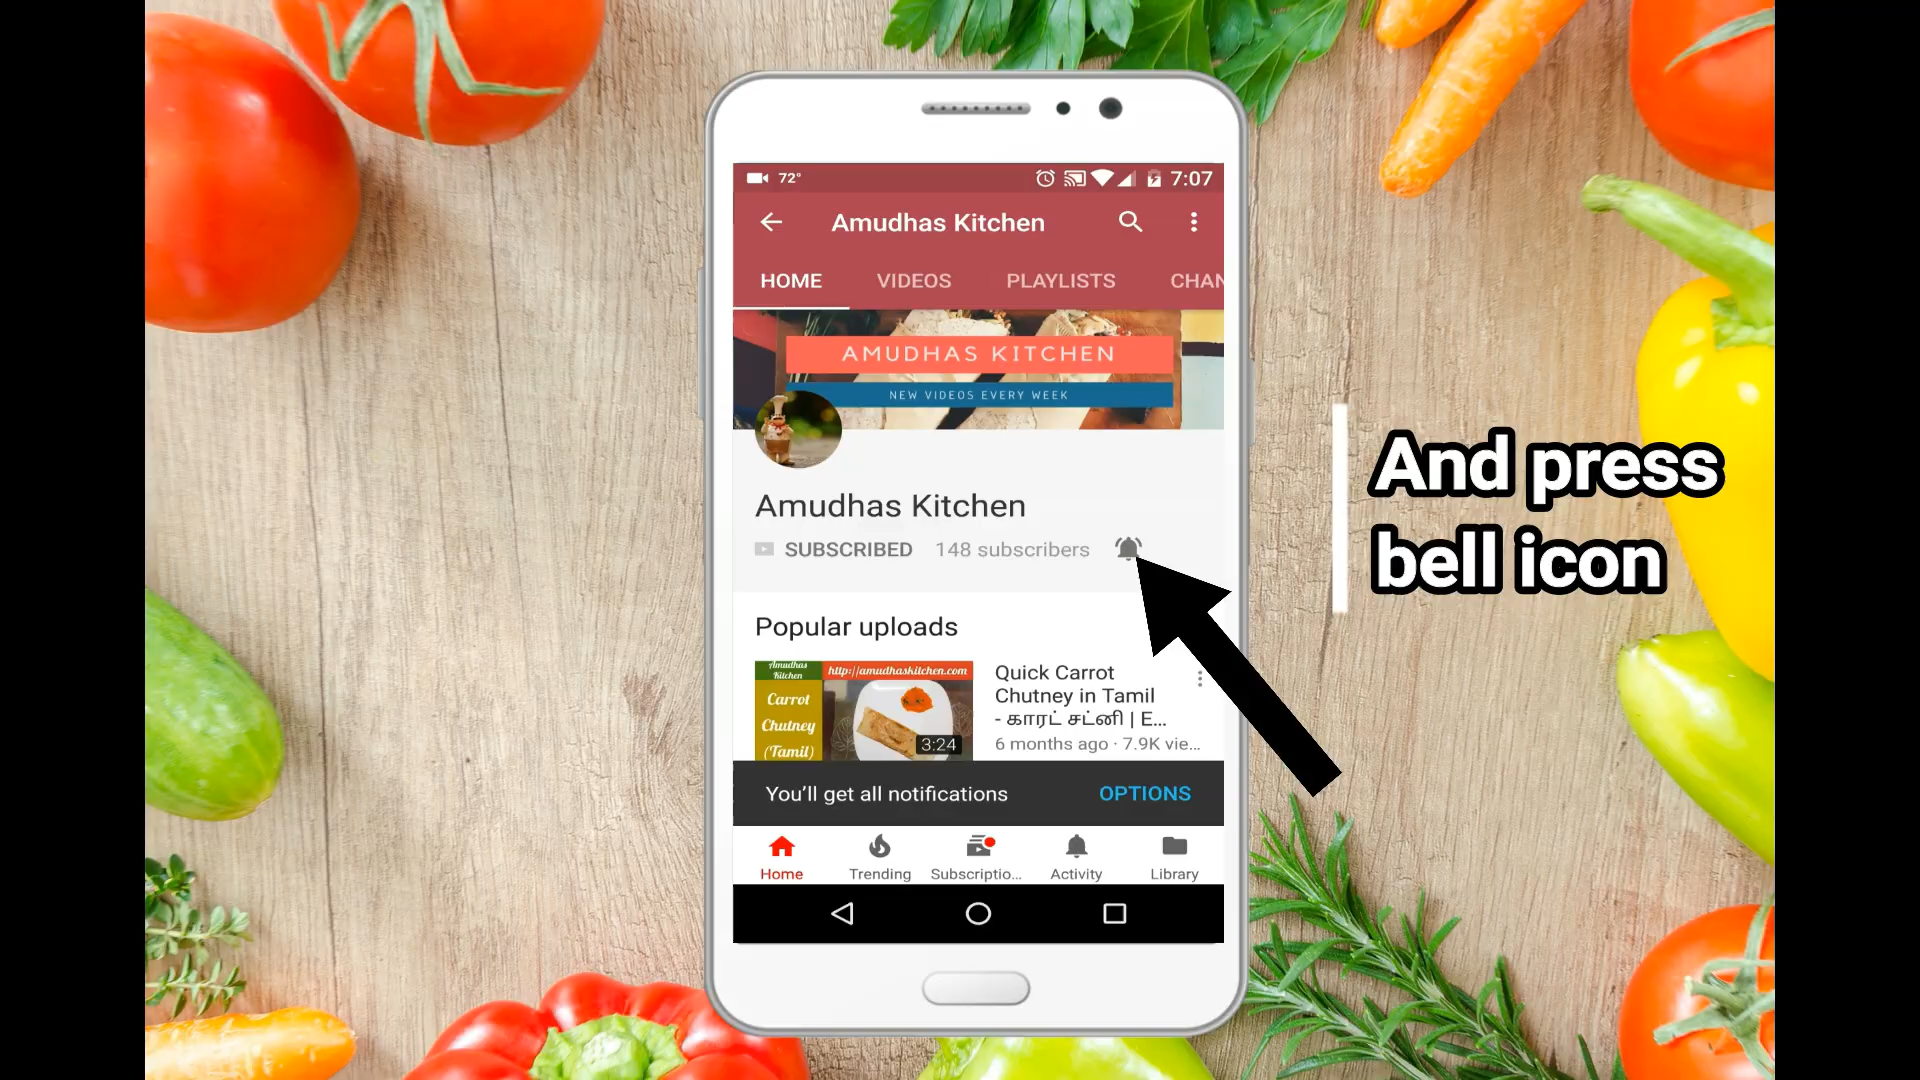 72° 7:07
Amudhas Kitchen
HOME VIDEOS PLAYLISTS CHAN
AMUDHAS KITCHEN
NEW VIDEOS EVERY WEEK
Amudhas Kitchen
SUBSCRIBED 148 subscribers
And press
bell icon
Popular uploads
Amudhas
Kitchen
http://amudhaskitchen.com
Carrot
Chutney
(Tamil)
3:24
Quick Carrot
Chutney in Tamil
- காரட் சட்னி | E...
6 months ago · 7.9K vie...
You'll get all notifications OPTIONS
Home Trending Subscriptio... Activity Library